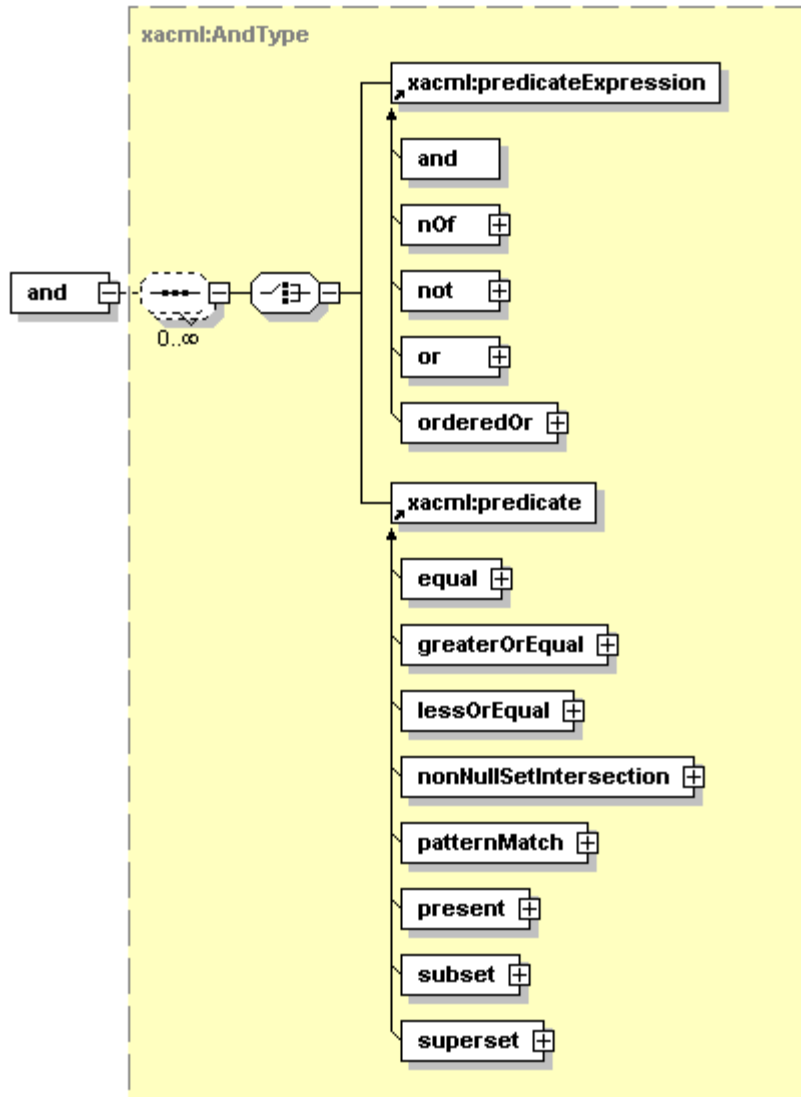 xacml:AndType
xacml:predicateExpression
and
nOf
not
or
orderedOr
and
0..∞
xacml:predicate
equal
greaterOrEqual
lessOrEqual
nonNullSetIntersection
patternMatch
present
subset
superset